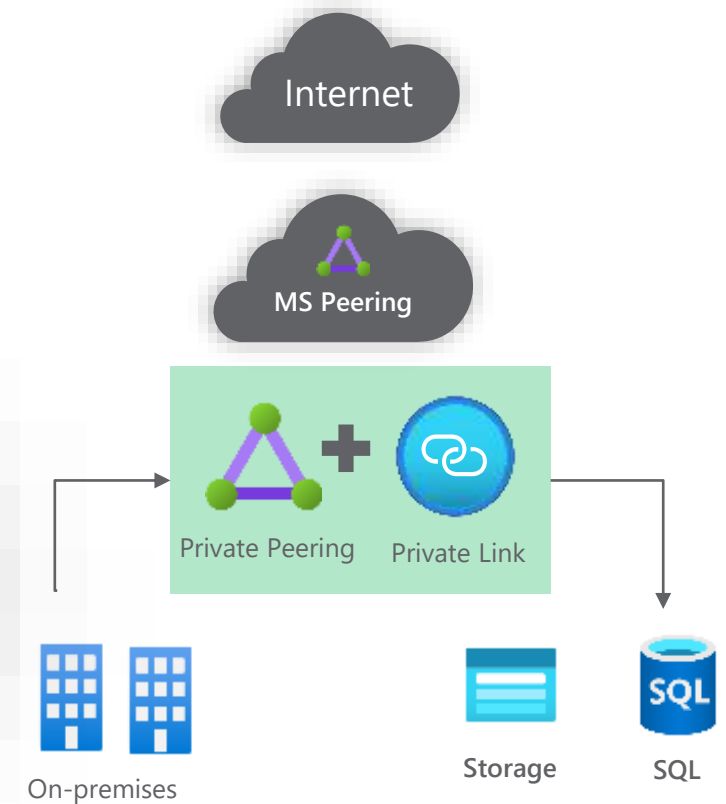 Internet
MS Peering
Private Peering
Private Link
SQL
Storage
SQL
On-premises